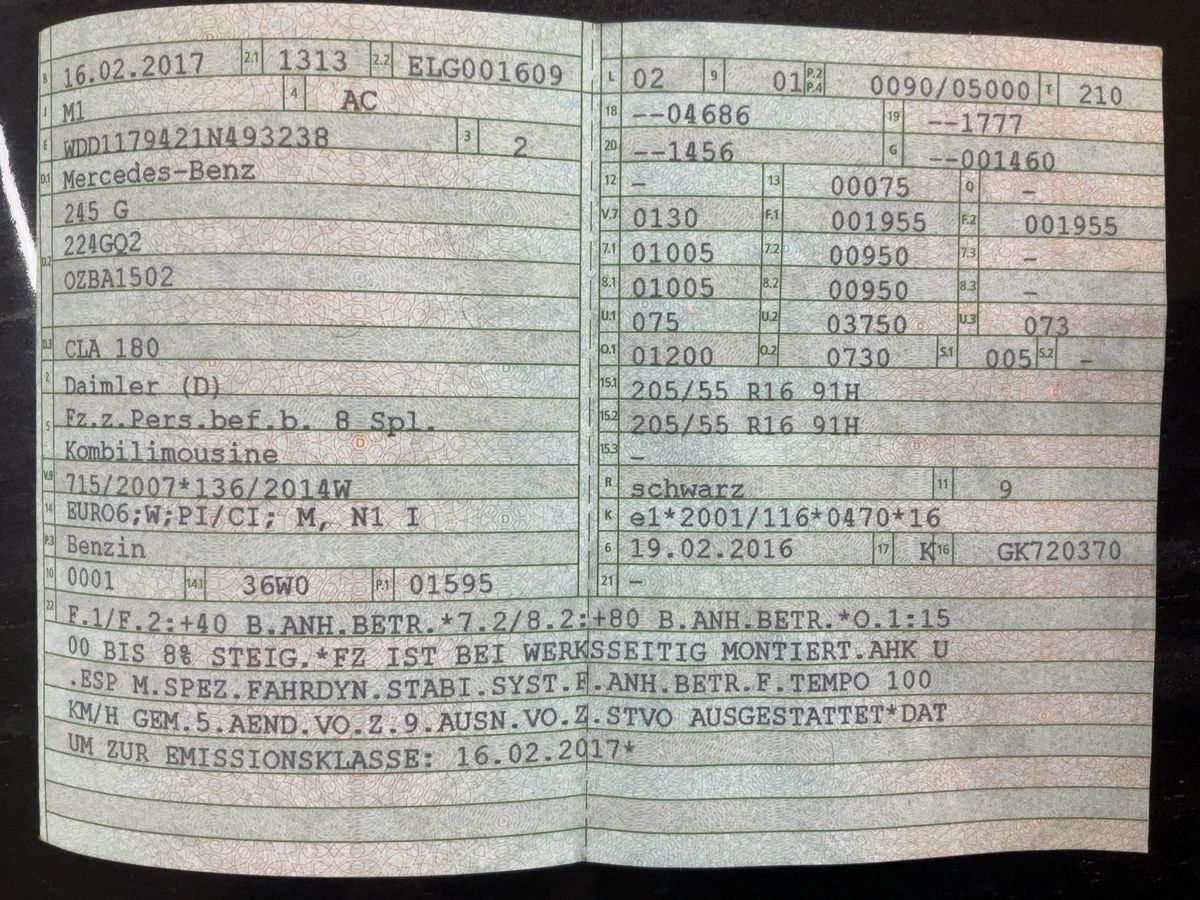 B 16.02.2017 2.1 1313 2.2 ELG001609
J M1 4 AC
E WDD1179421N493238 3 2
D.1 Mercedes-Benz
245 G
D.2 224GQ2
OZBA1502
D.3 CLA 180
2 Daimler (D)
5 Fz.z.Pers.bef.b. 8 Spl.
Kombilimousine
V.9 715/2007*136/2014W
14 EURO6;W;PI/CI; M, N1 I
P.3 Benzin
10 0001 14.1 36W0 P.1 01595
L 02 9 01 P.2 P.4 0090/05000 T 210
18 --04686 19 --1777
20 --1456 G --001460
12 – 13 00075 Q –
V.7 0130 F.1 001955 F.2 001955
7.1 01005 7.2 00950 7.3 –
8.1 01005 8.2 00950 8.3 –
U.1 075 U.2 03750 U.3 073
O.1 01200 O.2 0730 S.1 005 S.2 –
15.1 205/55 R16 91H
15.2 205/55 R16 91H
15.3 –
R schwarz 11 9
K e1*2001/116*0470*16
6 19.02.2016 17 K 16 GK720370
21 –
22 F.1/F.2:+40 B.ANH.BETR.*7.2/8.2:+80 B.ANH.BETR.*O.1:15
00 BIS 8% STEIG.*FZ IST BEI WERKSSEITIG MONTIERT.AHK U
.ESP M.SPEZ.FAHRDYN.STABI.SYST.F.ANH.BETR.F.TEMPO 100
KM/H GEM.5.AEND.VO.Z.9.AUSN.VO.Z.STVO AUSGESTATTET*DAT
UM ZUR EMISSIONSKLASSE: 16.02.2017*